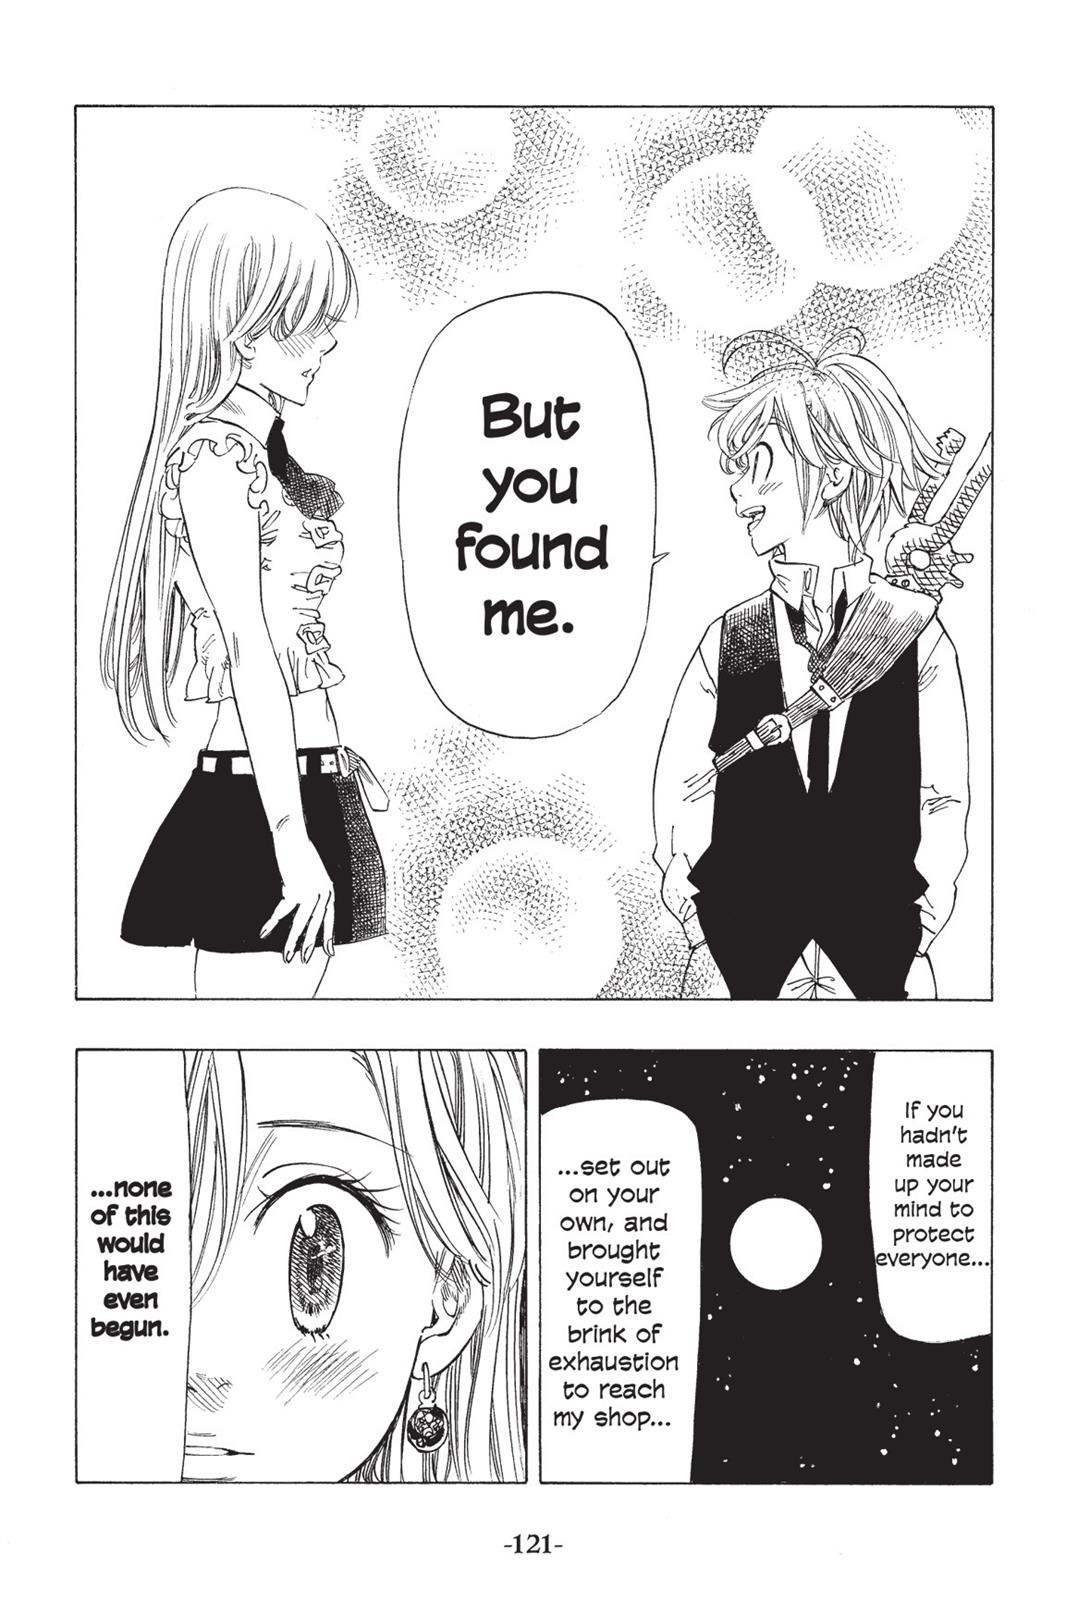 But
you
found
me.
If you
hadn't
made
up your
mind to
protect
everyone...
...set out
on your
own, and
brought
yourself
to the
brink of
exhaustion
to reach
my shop...
...none
of this
would
have
even
begun.
-121-